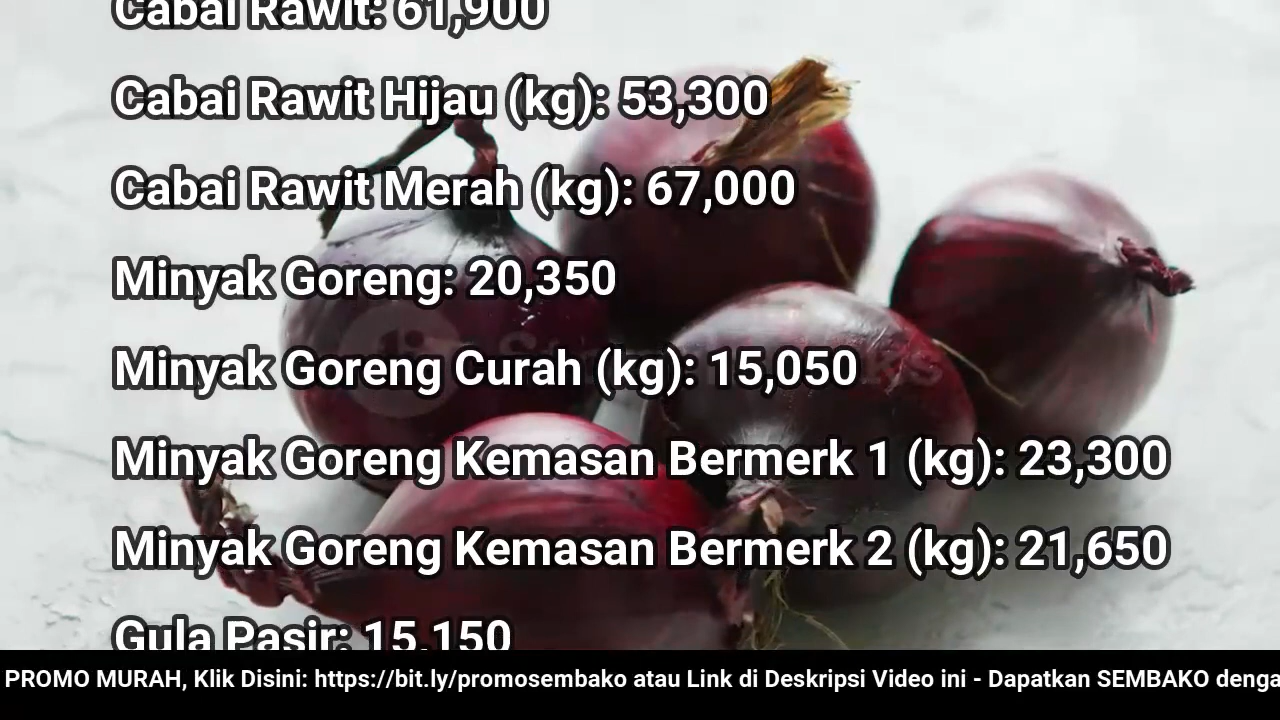 Cabai Rawit: 61,900
Cabai Rawit Hijau (kg): 53,300
Cabai Rawit Merah (kg): 67,000
Minyak Goreng: 20,350
Minyak Goreng Curah (kg): 15,050
Minyak Goreng Kemasan Bermerk 1 (kg): 23,300
Minyak Goreng Kemasan Bermerk 2 (kg): 21,650
Gula Pasir: 15,150
PROMO MURAH, Klik Disini: https://bit.ly/promosembako atau Link di Deskripsi Video ini - Dapatkan SEMBAKO denga